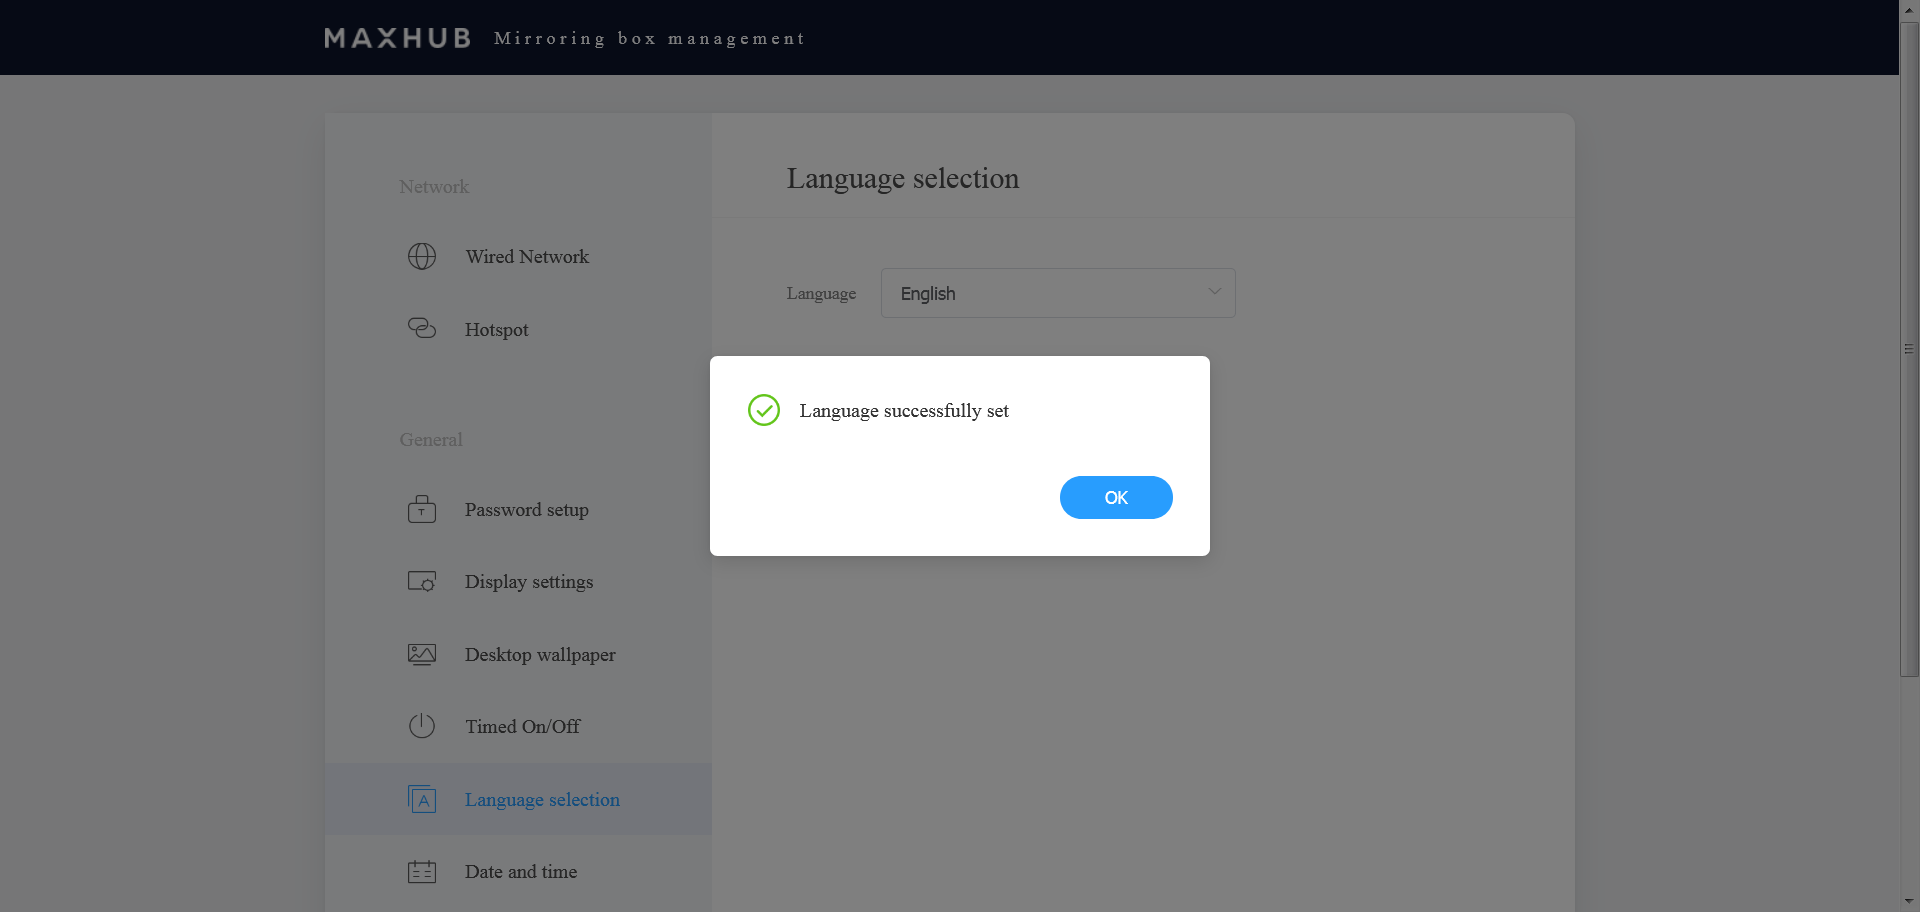 MAXHUB Mirroring box management
Network
Wired Network
Hotspot
General
Password setup
Display settings
Desktop wallpaper
Timed On/Off
Language selection
Date and time
Language selection
Language English
Language successfully set
OK